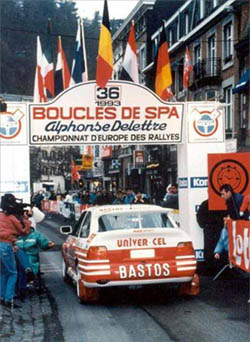 36
1993
BOUCLES DE SPA
Alphonse Delettre
CHAMPIONNAT D'EUROPE DES RALLYES
UNIVER CEL
BASTOS